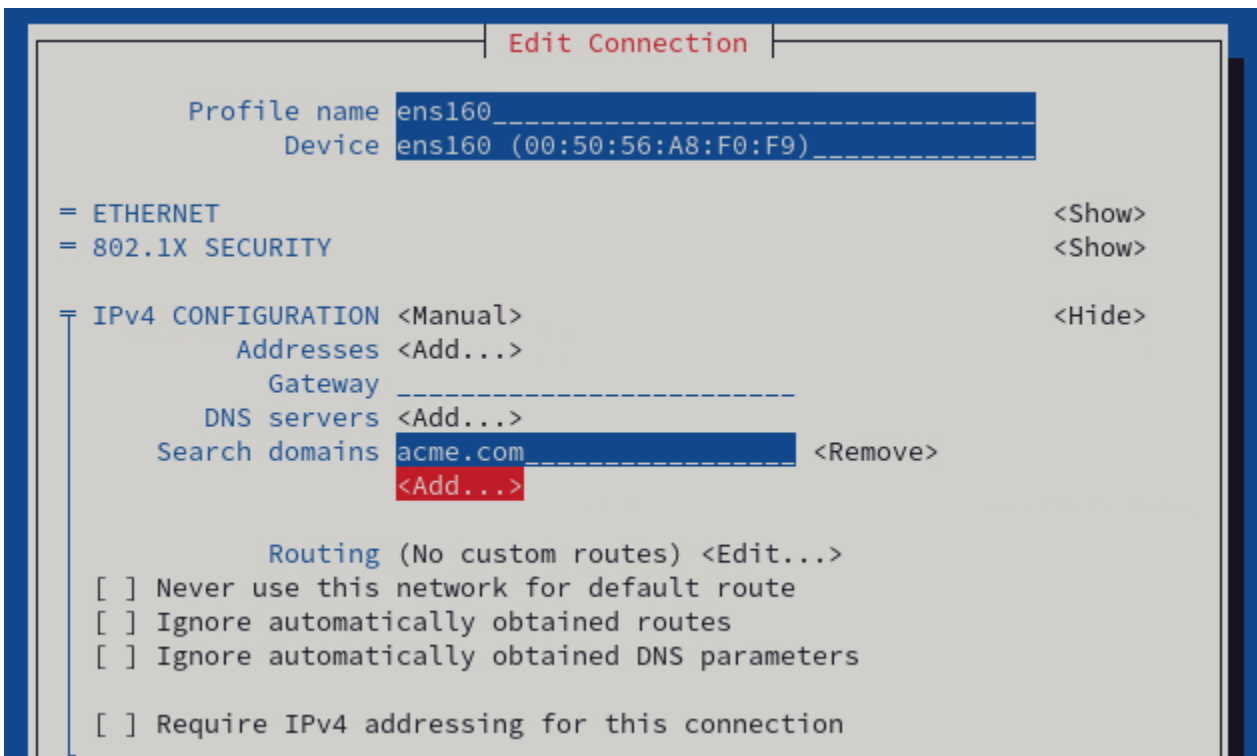 Edit Connection
Profile name ens160
Device ens160 (00:50:56:A8:F0:F9)
= ETHERNET <Show>
= 802.1X SECURITY <Show>
IPv4 CONFIGURATION <Manual> <Hide>
Addresses <Add...>
Gateway
DNS servers <Add...>
Search domains acme.com <Remove>
<Add...>
Routing (No custom routes) <Edit...>
[ ] Never use this network for default route
[ ] Ignore automatically obtained routes
[ ] Ignore automatically obtained DNS parameters
[ ] Require IPv4 addressing for this connection